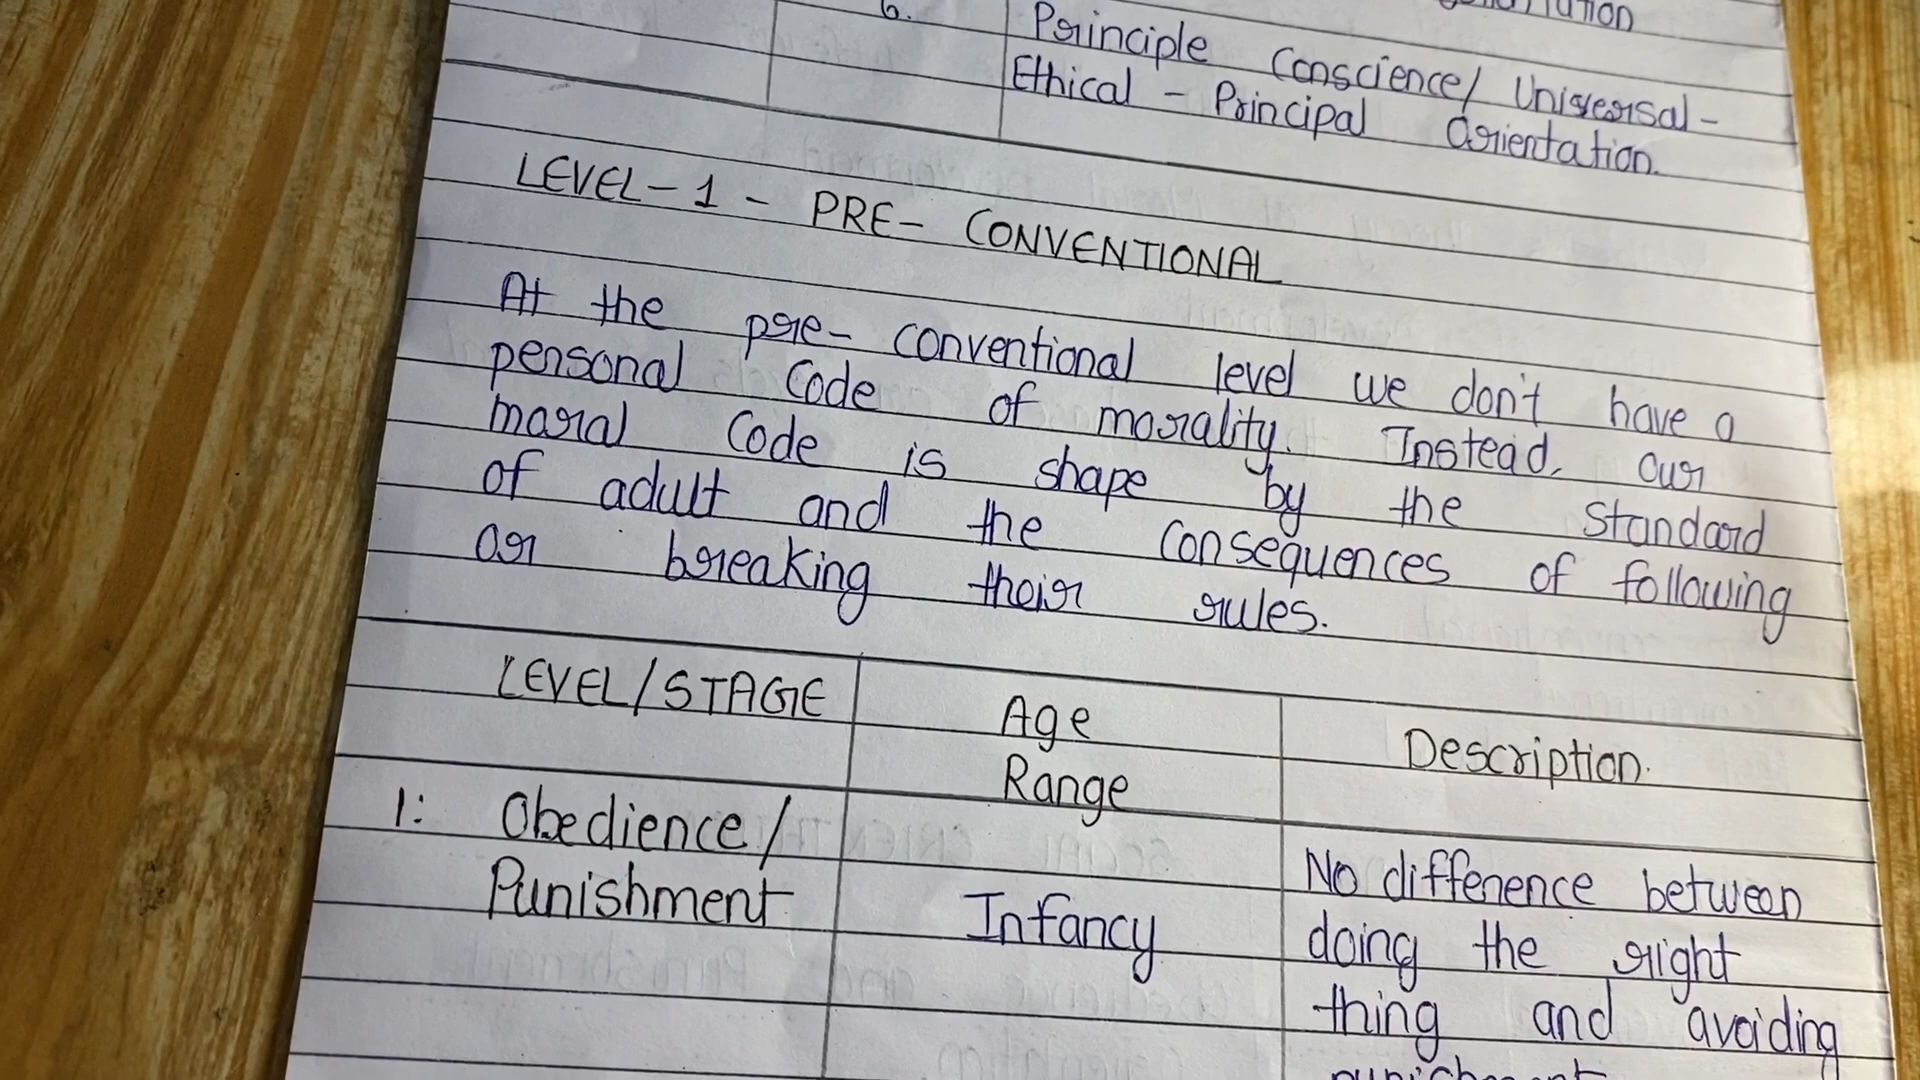 6.
Principle Conscience/ Universal-
Ethical - Principal Orientation.
LEVEL-1 - PRE- CONVENTIONAL
At the pre- conventional level we don't have a
personal code of morality. Instead, our
moral code is shape by the standard
of adult and the consequences of following
or breaking their rules.
LEVEL/STAGE Age Range Description.
1: Obedience/
Punishment
Infancy
No difference between
doing the right
thing and avoiding
punishment